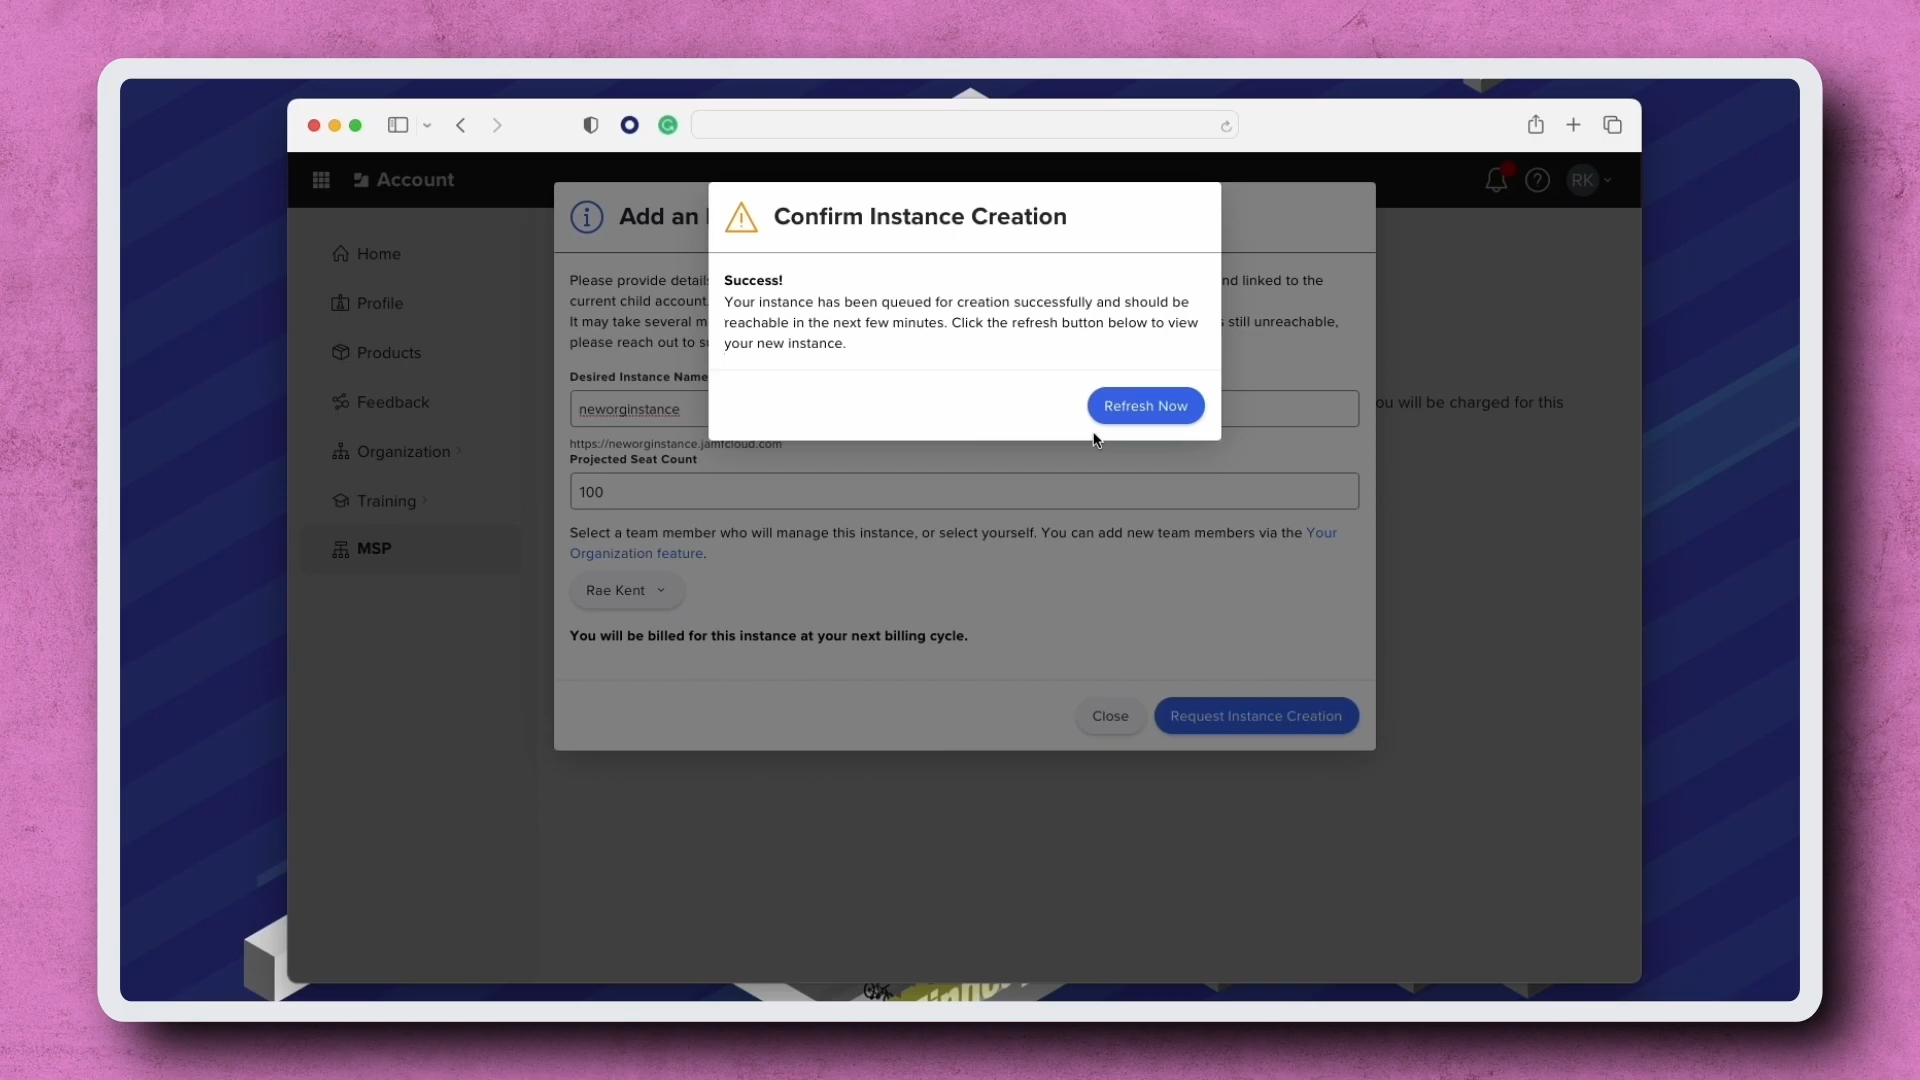 Account
RK
Home
Profile
Products
Feedback
Organization
Training
MSP
Add an
Confirm Instance Creation
Please provide details
nd linked to the
current child account.
It may take several m
s still unreachable,
please reach out to s
Success!
Your instance has been queued for creation successfully and should be
reachable in the next few minutes. Click the refresh button below to view
your new instance.
Refresh Now
Desired Instance Name
neworginstance
ou will be charged for this
https://neworginstance.jamfcloud.com
Projected Seat Count
100
Select a team member who will manage this instance, or select yourself. You can add new team members via the Your
Organization feature.
Rae Kent
You will be billed for this instance at your next billing cycle.
Close
Request Instance Creation